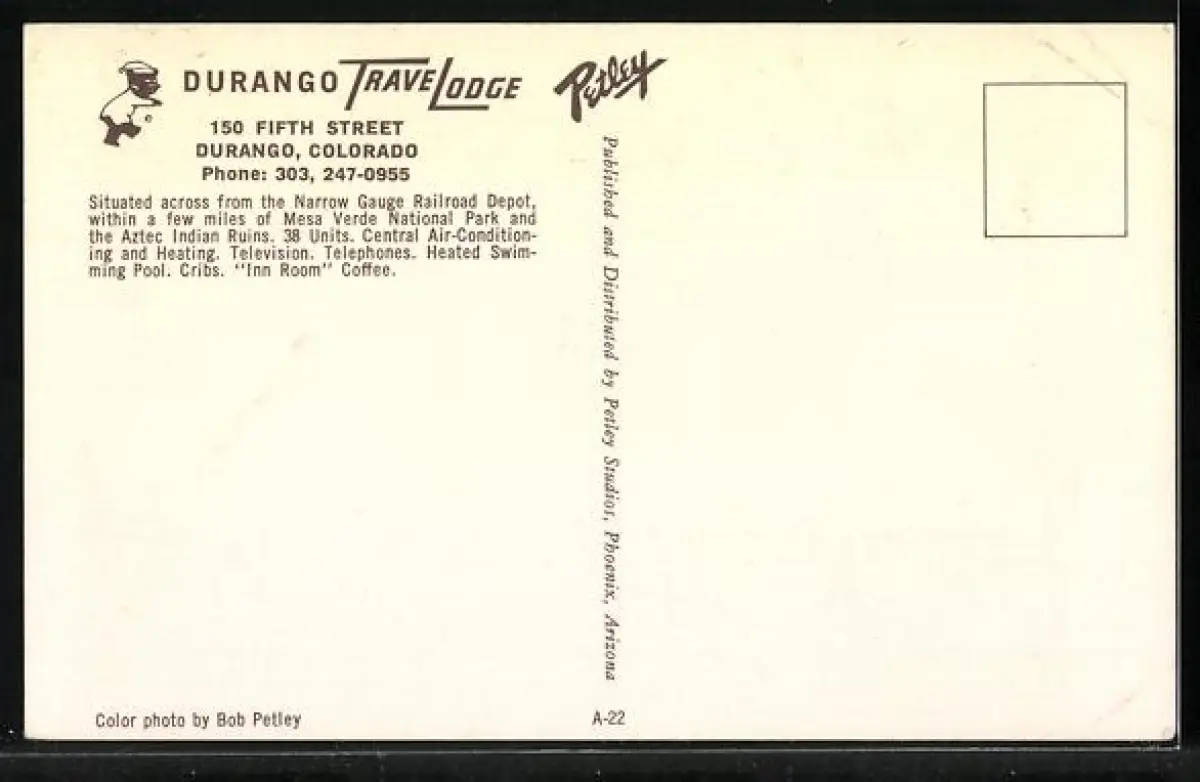 DURANGO TRAVELODGE
150 FIFTH STREET
DURANGO, COLORADO
Phone: 303, 247-0955
Situated across from the Narrow Gauge Railroad Depot,
within a few miles of Mesa Verde National Park and
the Aztec Indian Ruins. 38 Units. Central Air-Condition-
ing and Heating. Television. Telephones. Heated Swim-
ming Pool. Cribs. "Inn Room" Coffee.
Color photo by Bob Petley
Petley
Published and Distributed by Petley Studios, Phoenix, Arizona
A-22